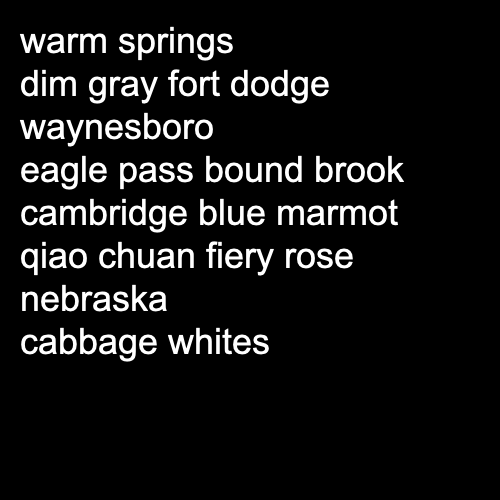 warm springs
dim gray fort dodge
waynesboro
eagle pass bound brook
cambridge blue marmot
qiao chuan fiery rose
nebraska
cabbage whites